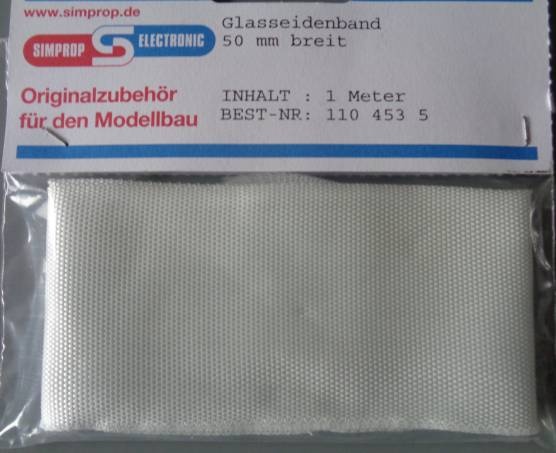 www.simprop.de
SIMPROP ELECTRONIC
Originalzubehör
für den Modellbau
Glasseidenband
50 mm breit
INHALT : 1 Meter
BEST-NR: 110 453 5